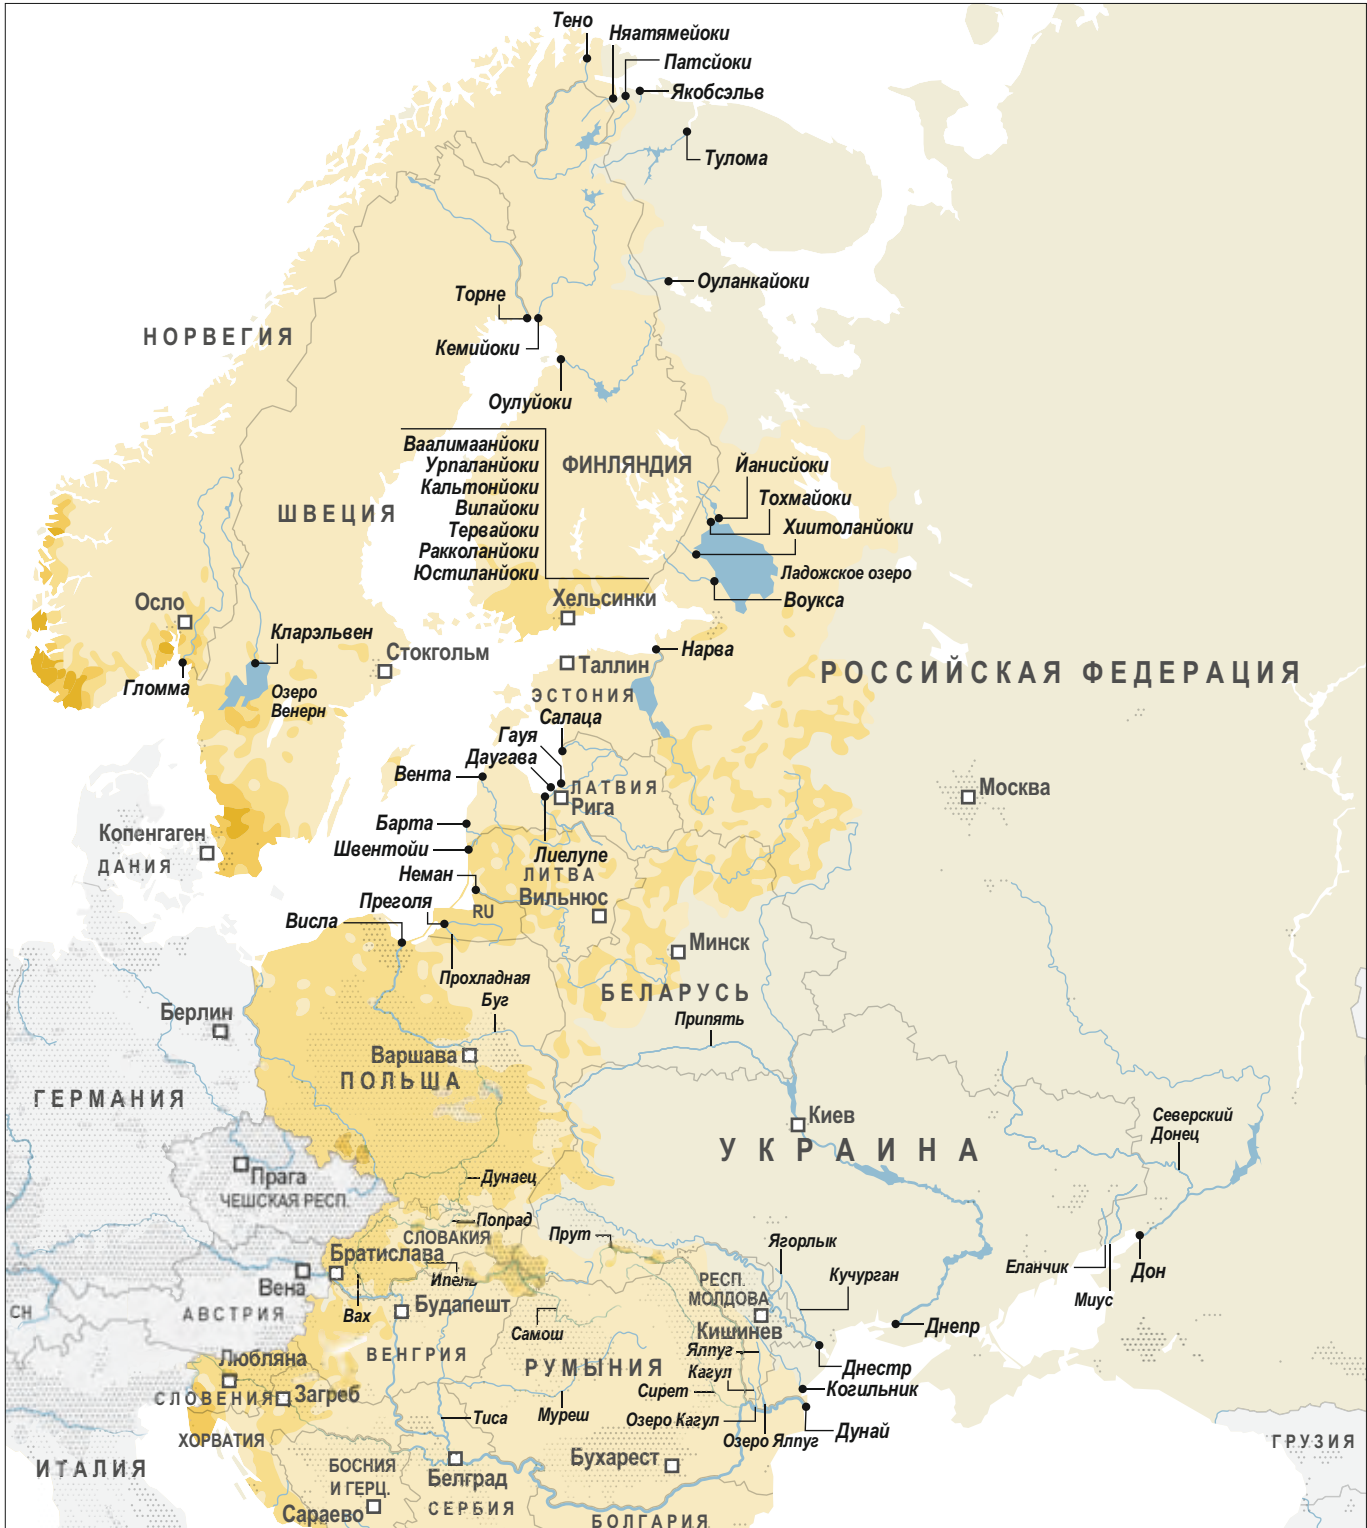 Тено
Няатямейоки
Патсйоки
Якобсэльв
Тулома
Оуланкайоки
Торне
НОРВЕГИЯ
Кемийоки
Оулуйоки
Ваалимаанйоки
Урпаланйоки
Кальтонйоки
Вилайоки
Тервайоки
Ракколанйоки
Юстиланйоки
ФИНЛЯНДИЯ
Йанисйоки
Тохмайоки
Хиитоланйоки
ШВЕЦИЯ
Ладожское озеро
Вуокса
Осло
Хельсинки
Кларэльвен
Стокгольм
Таллин
Нарва
РОССИЙСКАЯ ФЕДЕРАЦИЯ
Гломма
Озеро
Венерн
ЭСТОНИЯ
Салаца
Гауя
Даугава
Вента
ЛАТВИЯ
Рига
Москва
Барта
Копенгаген
ДАНИЯ
Швентойи
Лиелупе
ЛИТВА
Неман
Вильнюс
Преголя
RU
Висла
Минск
Прохладная
Буг
БЕЛАРУСЬ
Припять
Берлин
Варшава
ПОЛЬША
ГЕРМАНИЯ
Киев
Северский
Донец
УКРАИНА
Прага
ЧЕШСКАЯ РЕСП.
Дунаец
Попрад
СЛОВАКИЯ
Прут
Ягорлык
Братислава
Вена
Ипель
РЕСП.
МОЛДОВА
Кучурган
Еланчик
Дон
Миус
CH
АВСТРИЯ
Вах
Будапешт
Самош
Кишинев
Днепр
ВЕНГРИЯ
Любляна
РУМЫНИЯ
Ялпуг
Кагул
Днестр
СЛОВЕНИЯ
Загреб
Сирет
Когильник
Тиса
Муреш
Озеро Кагул
Озеро Ялпуг
Дунай
ХОРВАТИЯ
ГРУЗИЯ
ИТАЛИЯ
БОСНИЯ
И ГЕРЦ.
Белград
Бухарест
Сараево
СЕРБИЯ
БОЛГАРИЯ